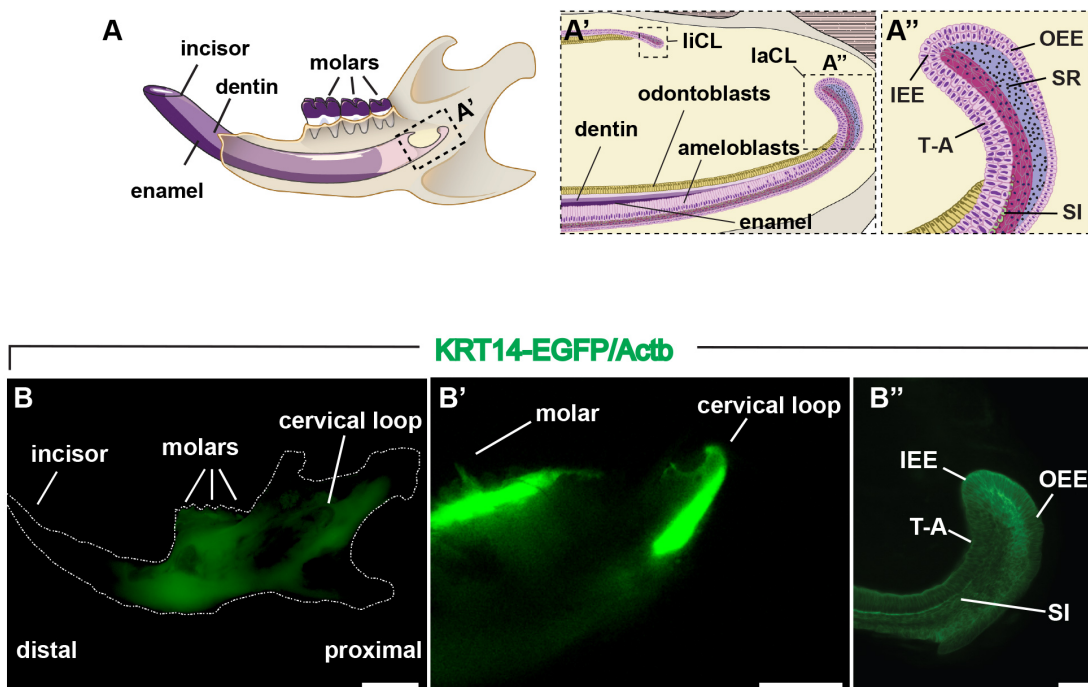 A
incisor
dentin
molars
A’
enamel
A’
liCL
laCL
A’’
odontoblasts
dentin
ameloblasts
enamel
A’’
OEE
SR
IEE
T-A
SI
KRT14-EGFP/Actb
B
cervical loop
molars
incisor
distal
proximal
B’
molar
cervical loop
B’’
IEE
OEE
T-A
SI